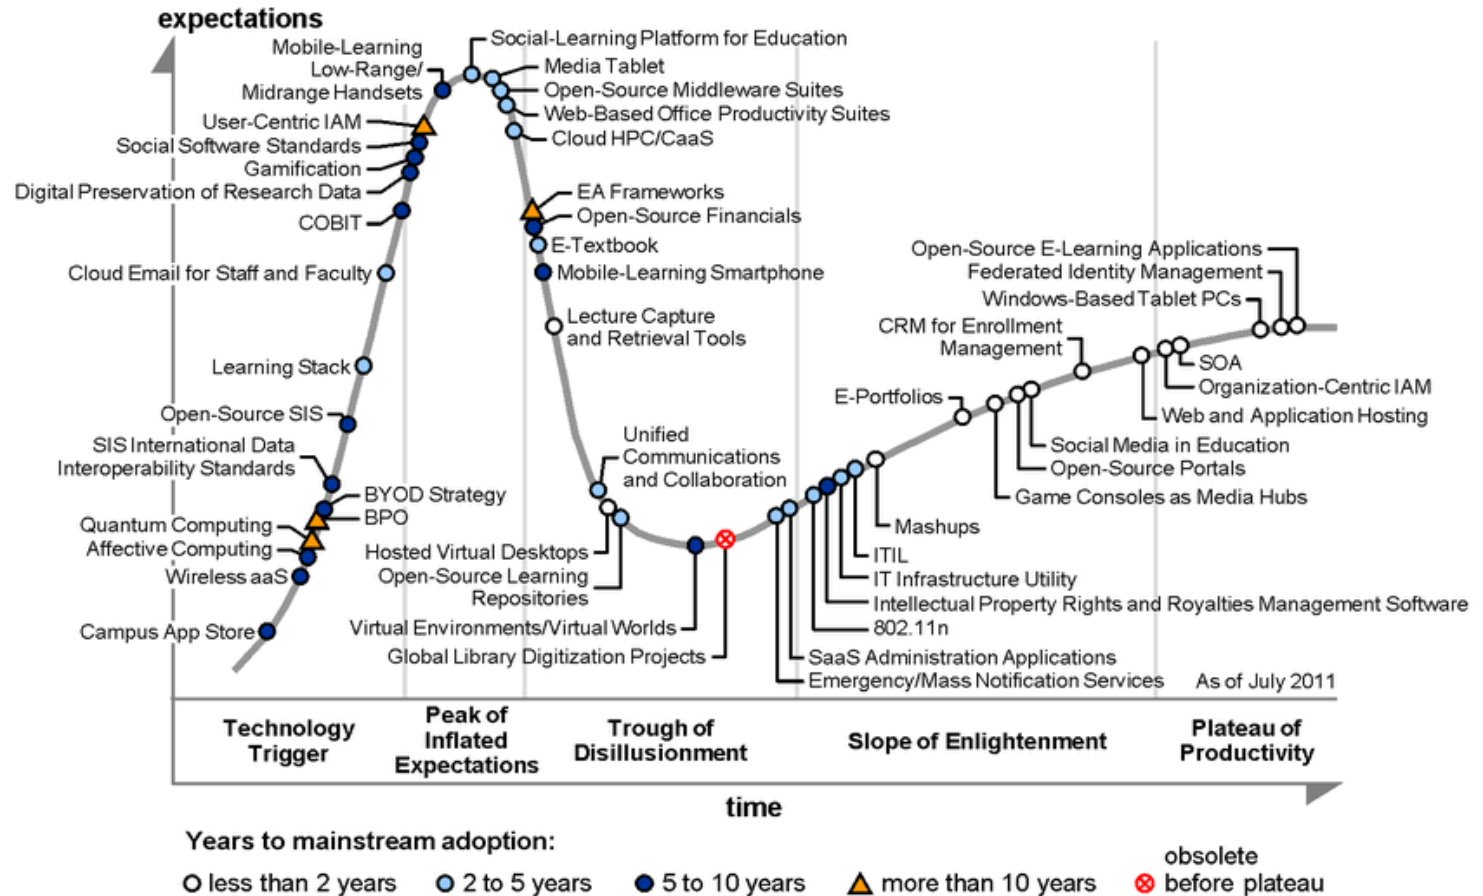 expectations
Mobile-Learning
Low-Range/
Midrange Handsets
User-Centric IAM
Social Software Standards
Gamification
Digital Preservation of Research Data
COBIT
Cloud Email for Staff and Faculty
Learning Stack
Open-Source SIS
SIS International Data
Interoperability Standards
BYOD Strategy
BPO
Quantum Computing
Affective Computing
Wireless aaS
Campus App Store
Social-Learning Platform for Education
Media Tablet
Open-Source Middleware Suites
Web-Based Office Productivity Suites
Cloud HPC/CaaS
EA Frameworks
Open-Source Financials
E-Textbook
Mobile-Learning Smartphone
Lecture Capture
and Retrieval Tools
Unified
Communications
and Collaboration
Hosted Virtual Desktops
Open-Source Learning
Repositories
Virtual Environments/Virtual Worlds
Global Library Digitization Projects
Open-Source E-Learning Applications
Federated Identity Management
Windows-Based Tablet PCs
CRM for Enrollment
Management
E-Portfolios
SOA
Organization-Centric IAM
Web and Application Hosting
Social Media in Education
Open-Source Portals
Game Consoles as Media Hubs
Mashups
ITIL
IT Infrastructure Utility
Intellectual Property Rights and Royalties Management Software
802.11n
SaaS Administration Applications
Emergency/Mass Notification Services
As of July 2011
Technology
Trigger
Peak of
Inflated
Expectations
Trough of
Disillusionment
Slope of Enlightenment
Plateau of
Productivity
time
Years to mainstream adoption:
less than 2 years
2 to 5 years
5 to 10 years
more than 10 years
obsolete
before plateau